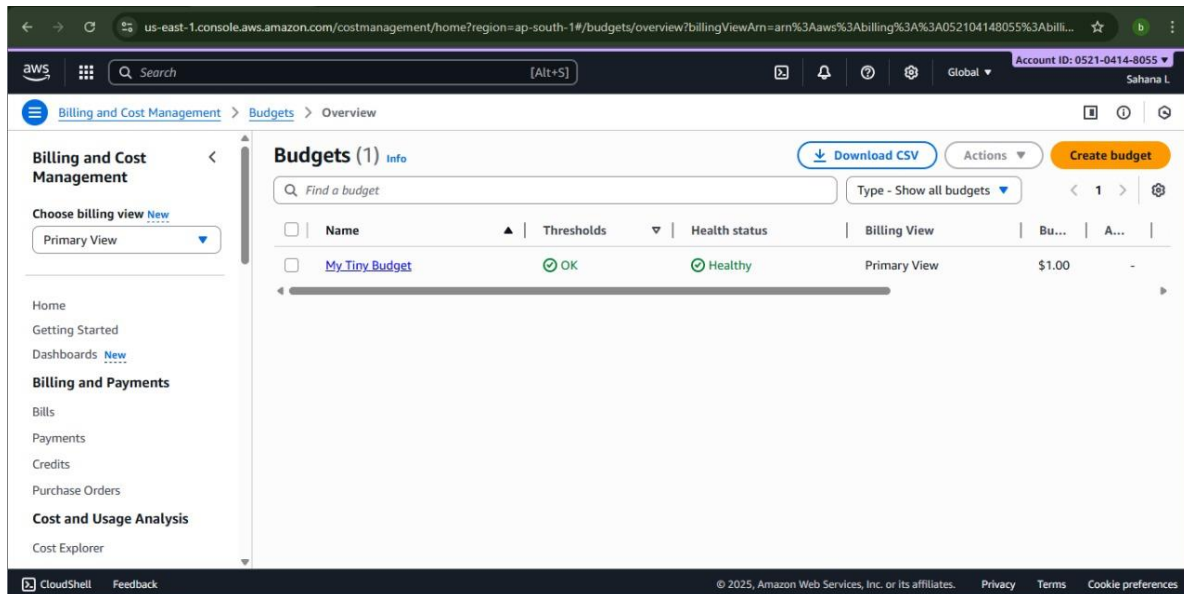 us-east-1.console.aws.amazon.com/costmanagement/home?region=ap-south-1#/budgets/overview?billingViewArn=arn%3Aaws%3Abilling%3A%3A052104148055%3Abilli... b
aws Search [Alt+S] Global Account ID: 0521-0414-8055
Sahana L
Billing and Cost Management > Budgets > Overview
Billing and Cost Management
Choose billing view New
Primary View
Home
Getting Started
Dashboards New
Billing and Payments
Bills
Payments
Credits
Purchase Orders
Cost and Usage Analysis
Cost Explorer
Budgets (1) Info Download CSV Actions Create budget
Find a budget Type - Show all budgets 1
Name Thresholds Health status Billing View Bu... A...
My Tiny Budget OK Healthy Primary View $1.00 -
CloudShell Feedback © 2025, Amazon Web Services, Inc. or its affiliates. Privacy Terms Cookie preferences